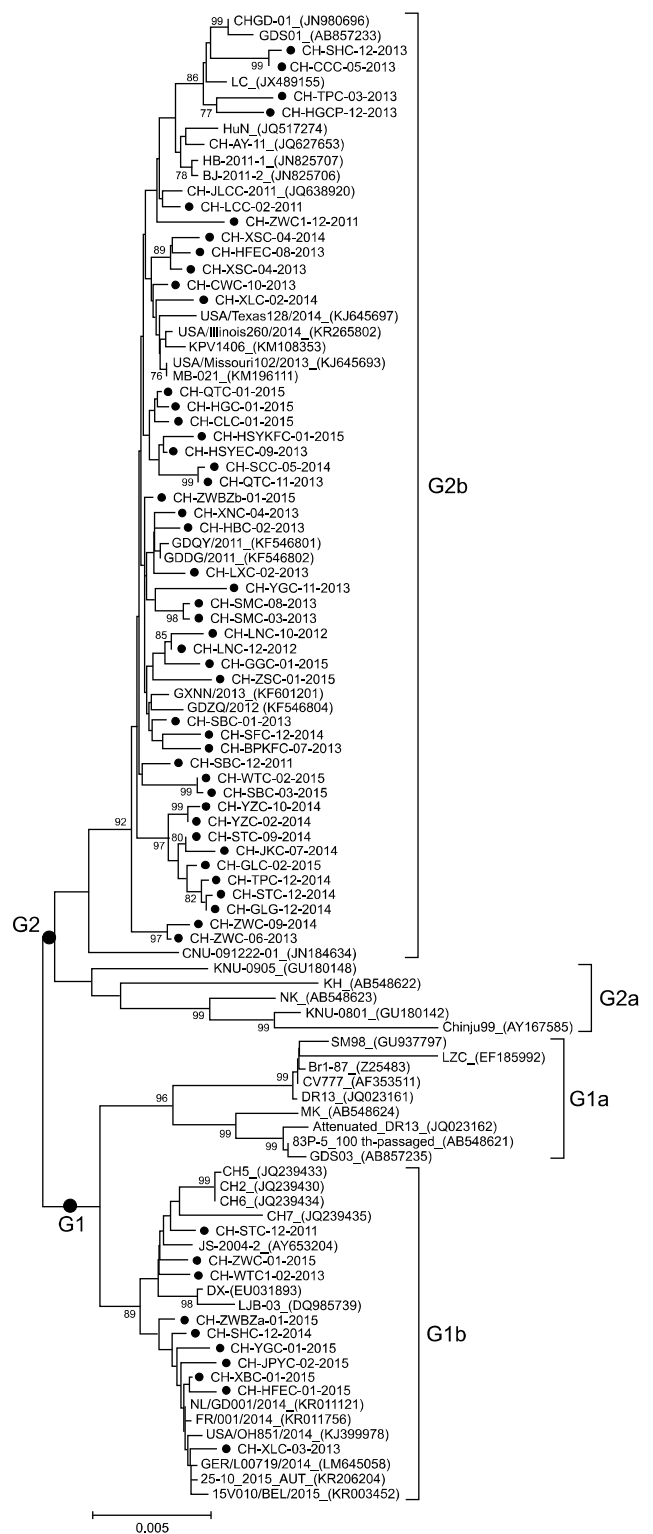 99
CHGD-01_(JN980696)
GDS01_(AB857233)
CH-SHC-12-2013
99
CH-CCC-05-2013
86
LC_(JX489155)
CH-TPC-03-2013
77
CH-HGCP-12-2013
HuN_(JQ517274)
CH-AY-11_(JQ627653)
HB-2011-1_(JN825707)
78
BJ-2011-2_(JN825706)
CH-JLCC-2011_(JQ638920)
CH-LCC-02-2011
CH-ZWC1-12-2011
CH-XSC-04-2014
89
CH-HFEC-08-2013
CH-XSC-04-2013
CH-CWC-10-2013
CH-XLC-02-2014
USA/Texas128/2014_(KJ645697)
USA/Illinois260/2014_(KR265802)
KPV1406_(KM108353)
USA/Missouri102/2013_(KJ645693)
76
MB-021_(KM196111)
CH-QTC-01-2015
CH-HGC-01-2015
CH-CLC-01-2015
CH-HSYKFC-01-2015
CH-HSYEC-09-2013
CH-SCC-05-2014
99
CH-QTC-11-2013
G2b
CH-ZWBZb-01-2015
CH-XNC-04-2013
CH-HBC-02-2013
GDQY/2011_(KF546801)
GDDG/2011_(KF546802)
CH-LXC-02-2013
CH-YGC-11-2013
CH-SMC-08-2013
98
CH-SMC-03-2013
85
CH-LNC-10-2012
CH-LNC-12-2012
CH-GGC-01-2015
CH-ZSC-01-2015
GXNN/2013_(KF601201)
GDZQ/2012 (KF546804)
CH-SBC-01-2013
CH-SFC-12-2014
CH-BPKFC-07-2013
CH-SBC-12-2011
CH-WTC-02-2015
99
CH-SBC-03-2015
99
CH-YZC-10-2014
92
CH-YZC-02-2014
97
80
CH-STC-09-2014
CH-JKC-07-2014
CH-GLC-02-2015
CH-TPC-12-2014
82
CH-STC-12-2014
CH-GLG-12-2014
CH-ZWC-09-2014
G2
97
CH-ZWC-06-2013
CNU-091222-01_(JN184634)
KNU-0905_(GU180148)
KH_(AB548622)
NK_(AB548623)
G2a
99
KNU-0801_(GU180142)
99
Chinju99_(AY167585)
SM98_(GU937797)
LZC_(EF185992)
Br1-87_(Z25483)
99
CV777_(AF353511)
96
DR13_(JQ023161)
G1a
MK_(AB548624)
99
Attenuated_DR13_(JQ023162)
99
83P-5_100 th-passaged_(AB548621)
GDS03_(AB857235)
99
CH5_(JQ239433)
CH2_(JQ239430)
G1
CH6_(JQ239434)
CH7_(JQ239435)
CH-STC-12-2011
JS-2004-2_(AY653204)
CH-ZWC-01-2015
CH-WTC1-02-2013
DX-(EU031893)
89
98
LJB-03_(DQ985739)
CH-ZWBZa-01-2015
G1b
CH-SHC-12-2014
CH-YGC-01-2015
CH-JPYC-02-2015
CH-XBC-01-2015
CH-HFEC-01-2015
NL/GD001/2014_(KR011121)
FR/001/2014_(KR011756)
USA/OH851/2014_(KJ399978)
CH-XLC-03-2013
GER/L00719/2014_(LM645058)
25-10_2015_AUT_(KR206204)
15V010/BEL/2015_(KR003452)
0.005